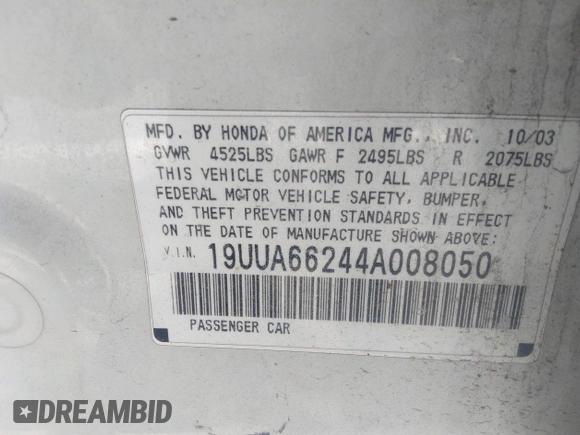 MFD. BY HONDA OF AMERICA MFG., INC. 10/03
GVWR 4525LBS GAWR F 2495LBS R 2075LBS
THIS VEHICLE CONFORMS TO ALL APPLICABLE
FEDERAL MOTOR VEHICLE SAFETY, BUMPER,
AND THEFT PREVENTION STANDARDS IN EFFECT
ON THE DATE OF MANUFACTURE SHOWN ABOVE:
V.I.N. 19UUA66244A008050
PASSENGER CAR
DREAMBID